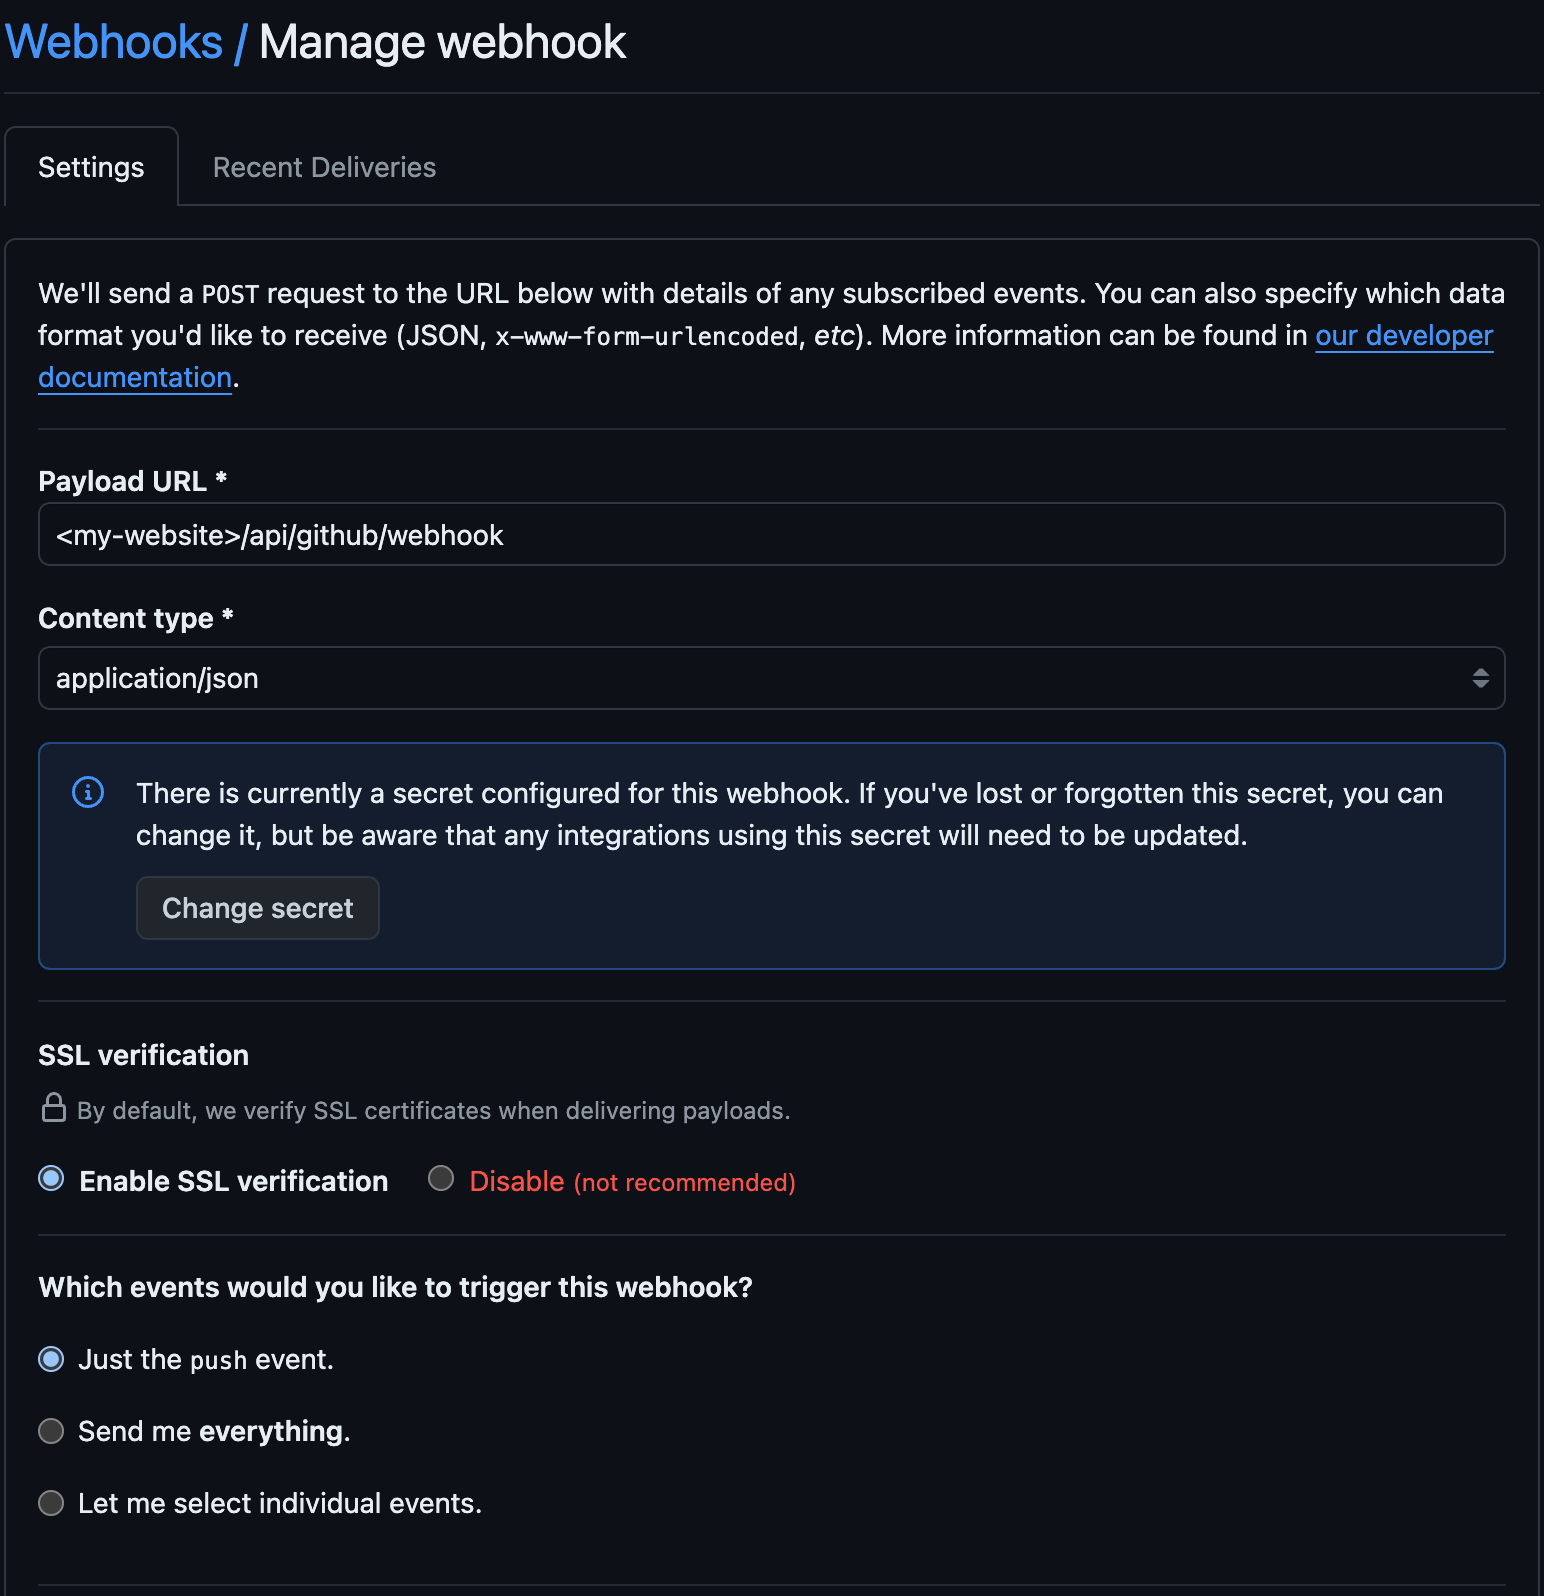 Webhooks / Manage webhook
Settings
Recent Deliveries
We'll send a POST request to the URL below with details of any subscribed events. You can also specify which data
format you'd like to receive (JSON, x-www-form-urlencoded, etc). More information can be found in our developer
documentation.
Payload URL *
<my-website>/api/github/webhook
Content type *
application/json
There is currently a secret configured for this webhook. If you've lost or forgotten this secret, you can
change it, but be aware that any integrations using this secret will need to be updated.
Change secret
SSL verification
By default, we verify SSL certificates when delivering payloads.
Enable SSL verification
Disable (not recommended)
Which events would you like to trigger this webhook?
Just the push event.
Send me everything.
Let me select individual events.